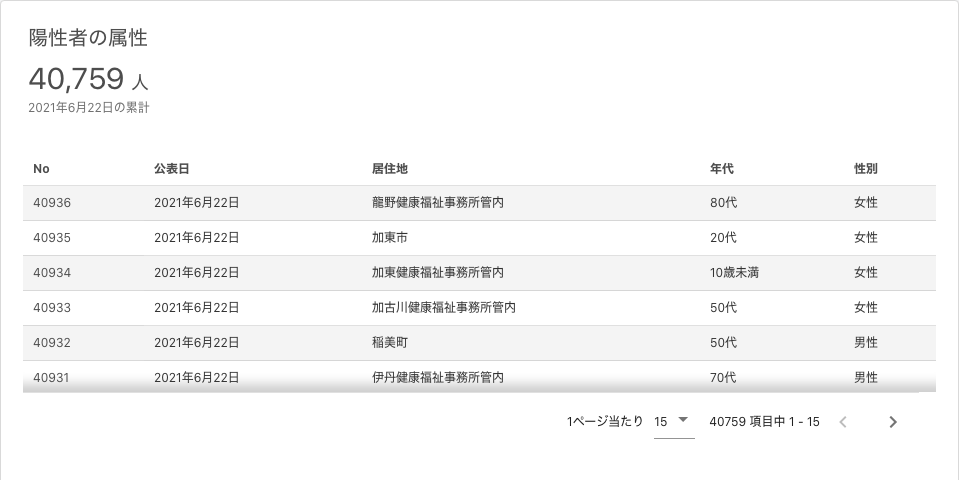 陽性者の属性
40,759 人
2021年6月22日の累計
No 公表日 居住地 年代 性別
40936 2021年6月22日 龍野健康福祉事務所管内 80代 女性
40935 2021年6月22日 加東市 20代 女性
40934 2021年6月22日 加東健康福祉事務所管内 10歳未満 女性
40933 2021年6月22日 加古川健康福祉事務所管内 50代 女性
40932 2021年6月22日 稲美町 50代 男性
40931 2021年6月22日 伊丹健康福祉事務所管内 70代 男性
1ページ当たり 15 40759 項目中 1 - 15